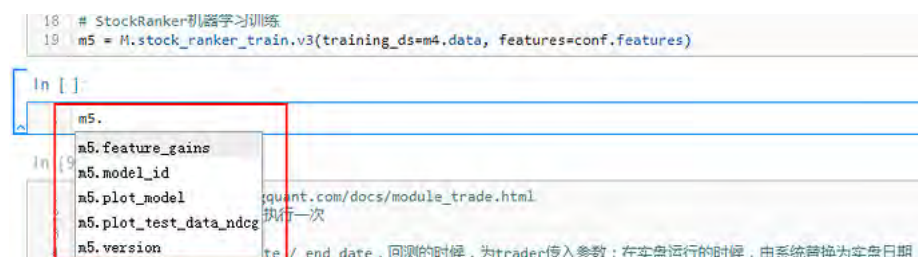 18 # StockRanker机器学习训练
19 m5 = M.stock_ranker_train.v3(training_ds=m4.data, features=conf.features)
In [ ]:
m5.
m5.feature_gains
In [9
m5.model_id
m5.plot_model
quant.com/docs/module_trade.html
m5.plot_test_data_ndcg
执行一次
m5.version
te / end_date，回测的时候，为trader传入参数；在实盘运行的时候，由系统替换为实盘日期